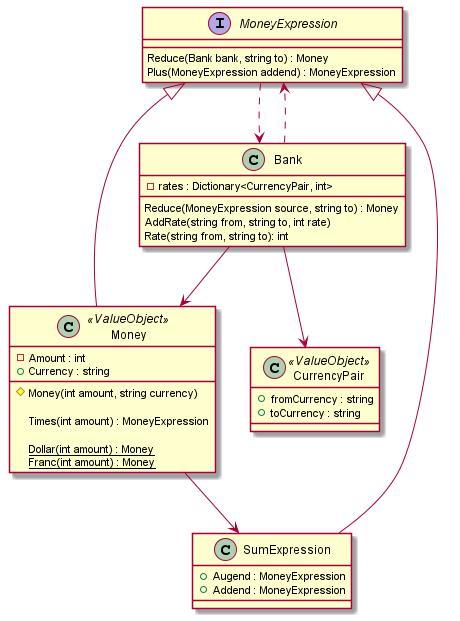 I MoneyExpression
Reduce(Bank bank, string to) : Money
Plus(MoneyExpression addend) : MoneyExpression
C Bank
rates : Dictionary<CurrencyPair, int>
Reduce(MoneyExpression source, string to) : Money
AddRate(string from, string to, int rate)
Rate(string from, string to): int
C «ValueObject»
Money
Amount : int
Currency : string
Money(int amount, string currency)
Times(int amount) : MoneyExpression
Dollar(int amount) : Money
Franc(int amount) : Money
C «ValueObject»
CurrencyPair
fromCurrency : string
toCurrency : string
C SumExpression
Augend : MoneyExpression
Addend : MoneyExpression